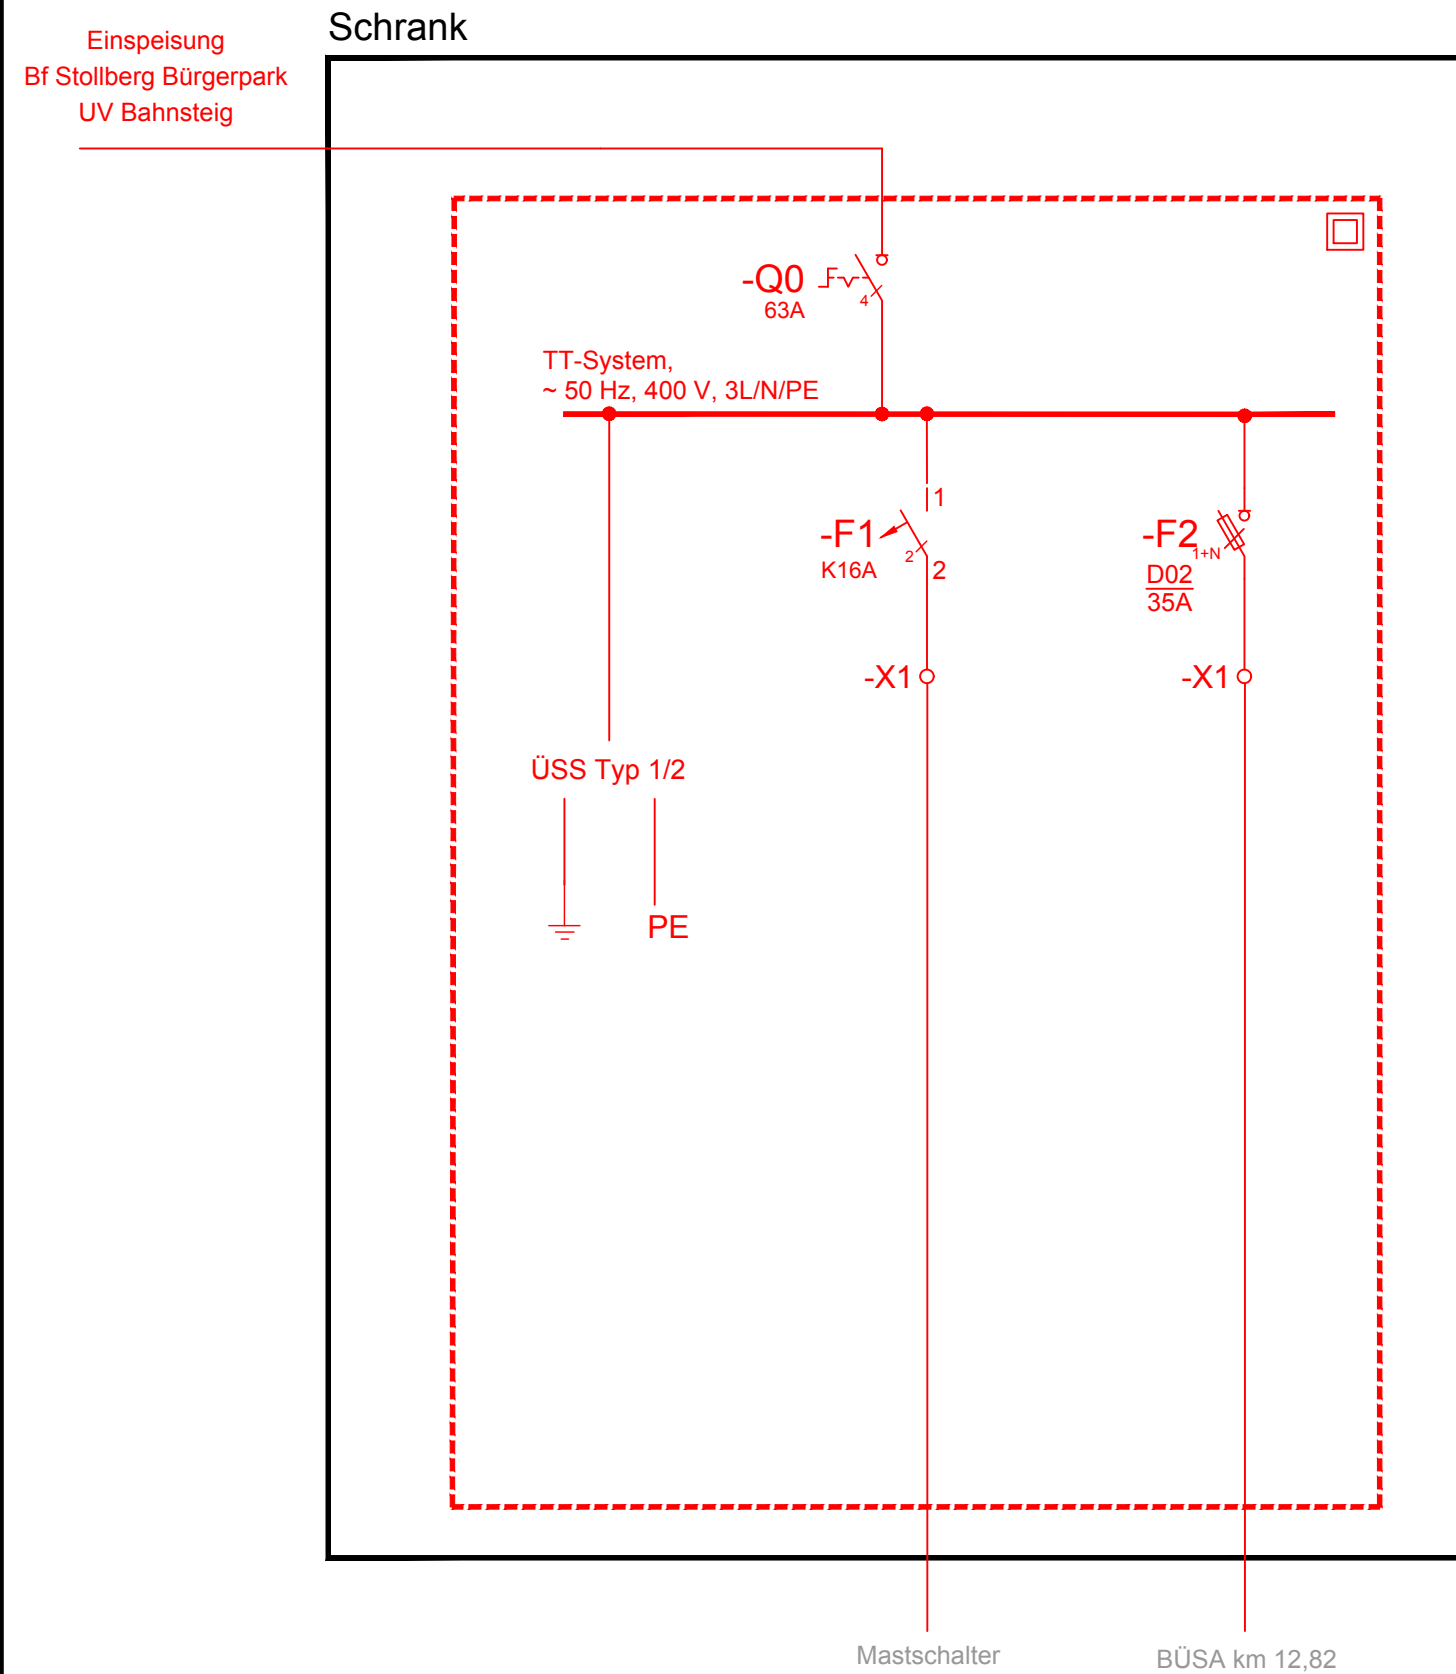 Schrank
Einspeisung
Bf Stollberg Bürgerpark
UV Bahnsteig
-Q0
4
63A
TT-System,
~ 50 Hz, 400 V, 3L/N/PE
1
-F1
2
2
K16A
-F2
1+N
D02
35A
-X1
-X1
ÜSS Typ 1/2
PE
Mastschalter
BÜSA km 12,82